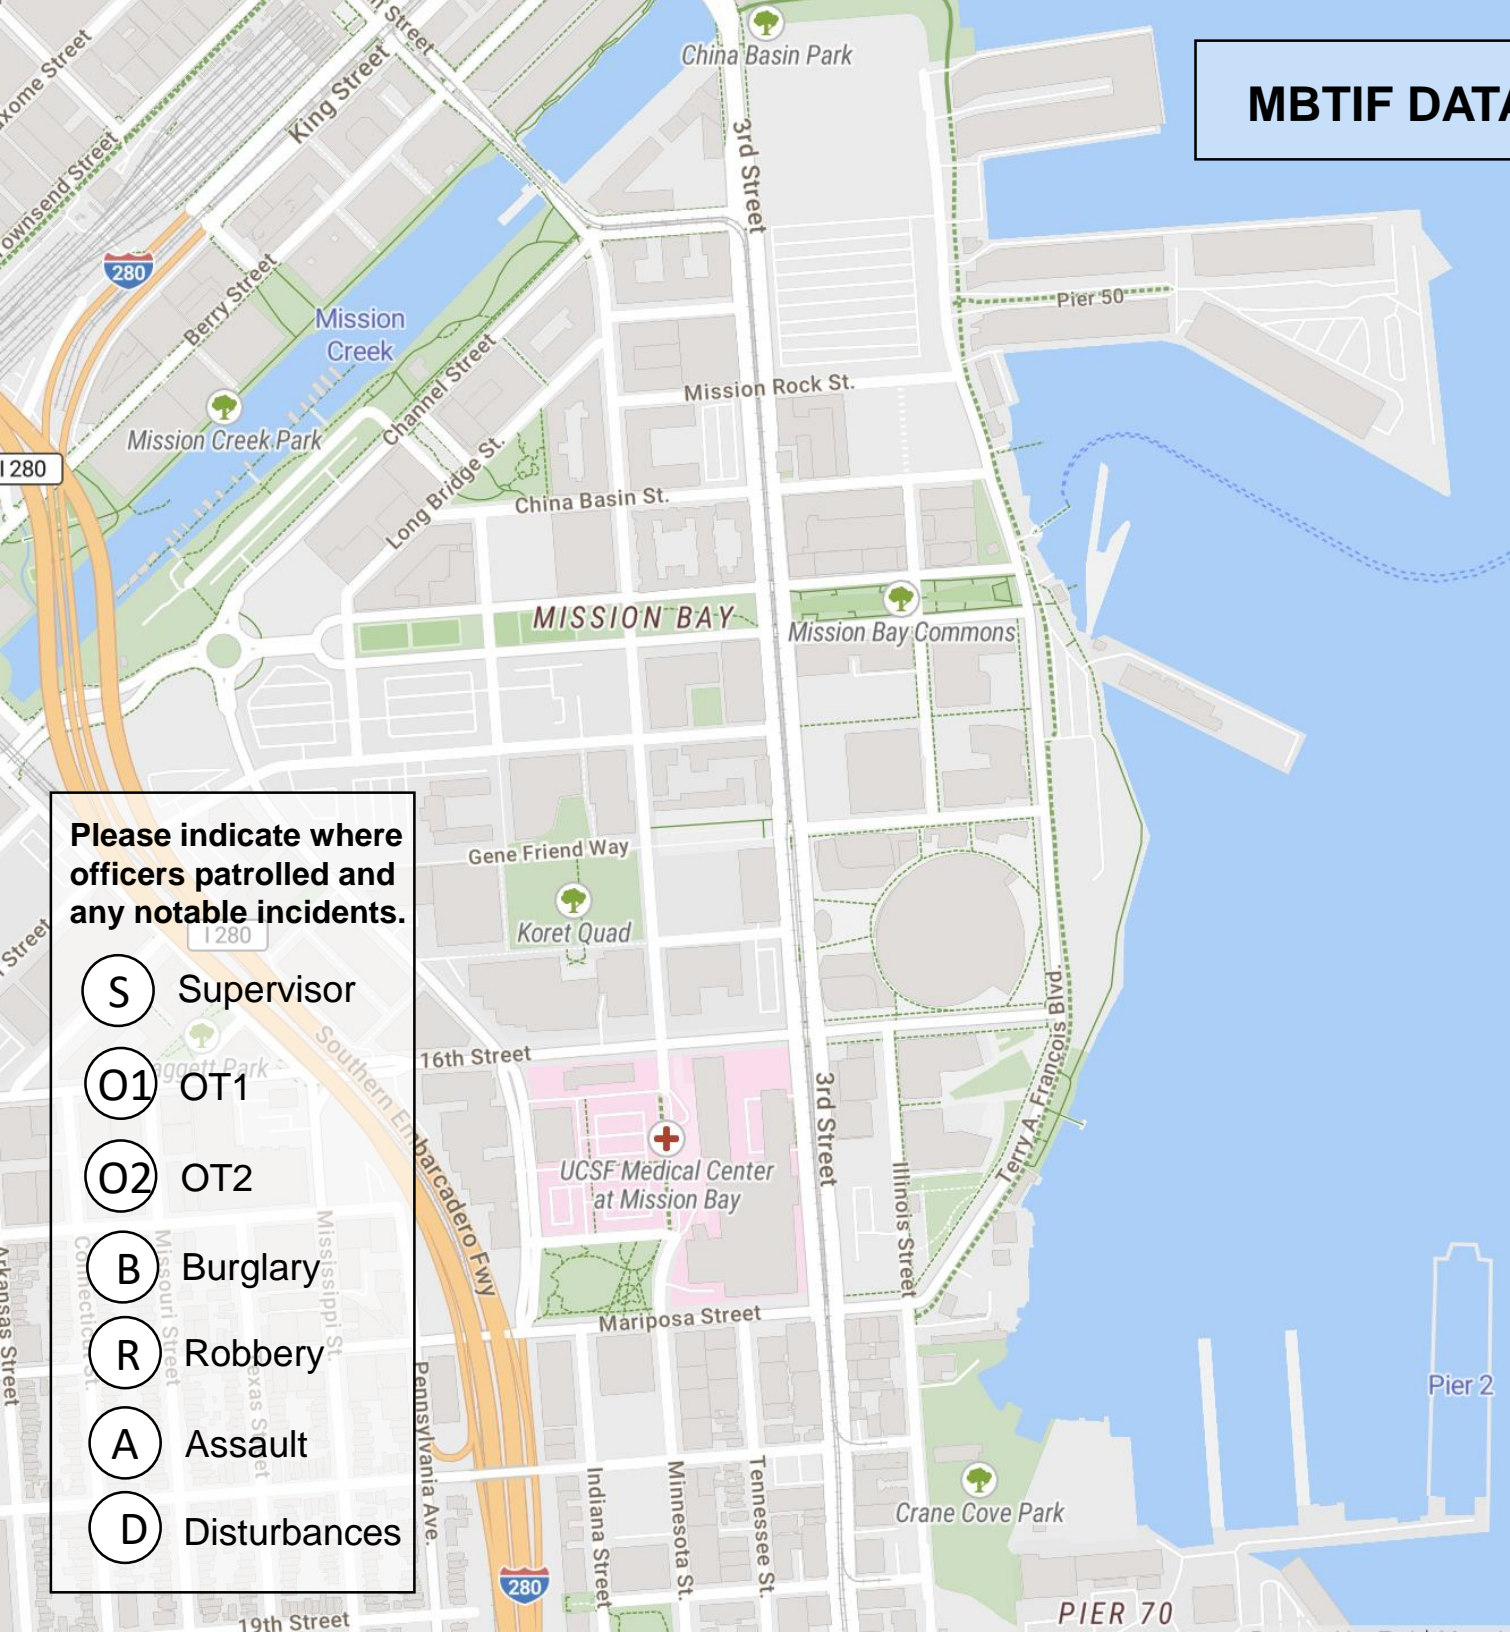 China Basin Park
MBTIF DATA
King Street
3rd Street
280
Berry Street
Mission
Creek
Pier 50
Channel Street
Mission Rock St.
Mission Creek Park
I 280
Long Bridge St.
China Basin St.
MISSION BAY
Mission Bay Commons
Please indicate where
officers patrolled and
any notable incidents.
I 280
Gene Friend Way
Koret Quad
S Supervisor
O1 OT1
O2 OT2
B Burglary
R Robbery
A Assault
D Disturbances
16th Street
Southern Embarcadero Fwy
UCSF Medical Center
at Mission Bay
3rd Street
Illinois Street
Terry A. Francois Blvd.
Mariposa Street
Arkansas Street
Connecticut St.
Missouri Street
Mississippi St.
Pennsylvania Ave.
Indiana Street
Minnesota St.
Tennessee St.
Crane Cove Park
Pier 2
280
PIER 70
19th Street